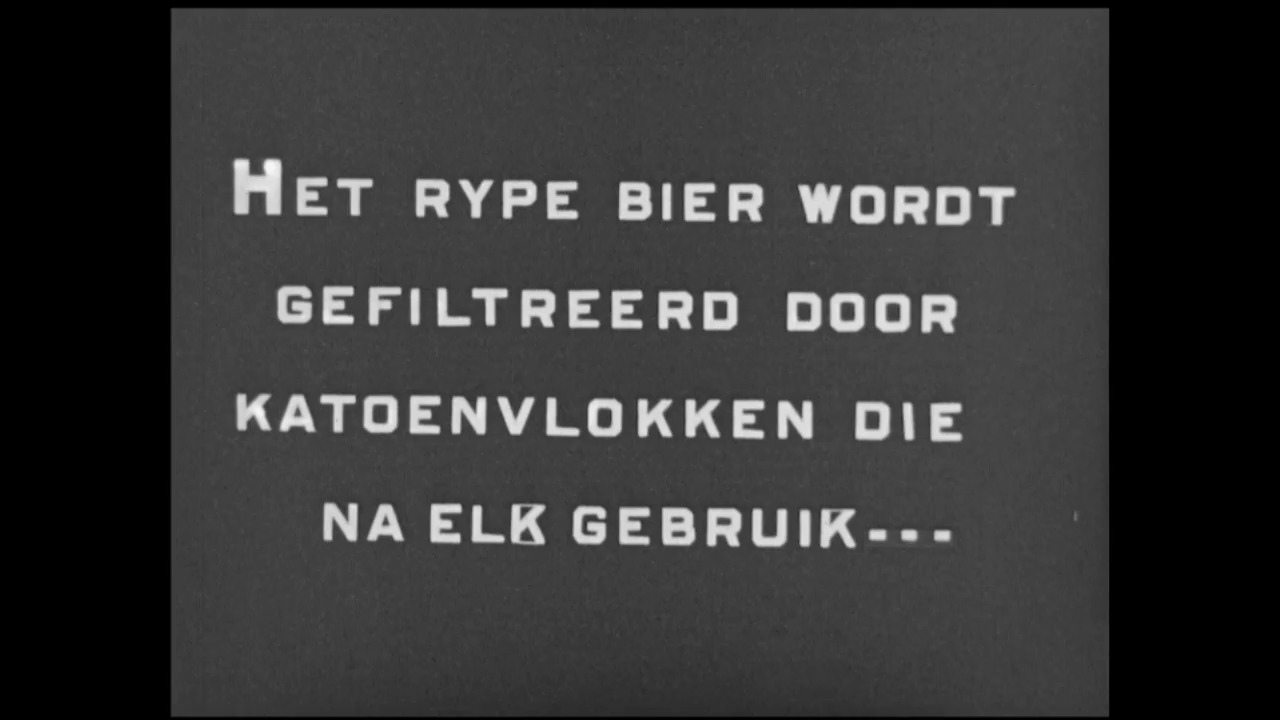 HET RYPE BIER WORDT
GEFILTREERD DOOR
KATOENVLOKKEN DIE
NA ELK GEBRUIK---